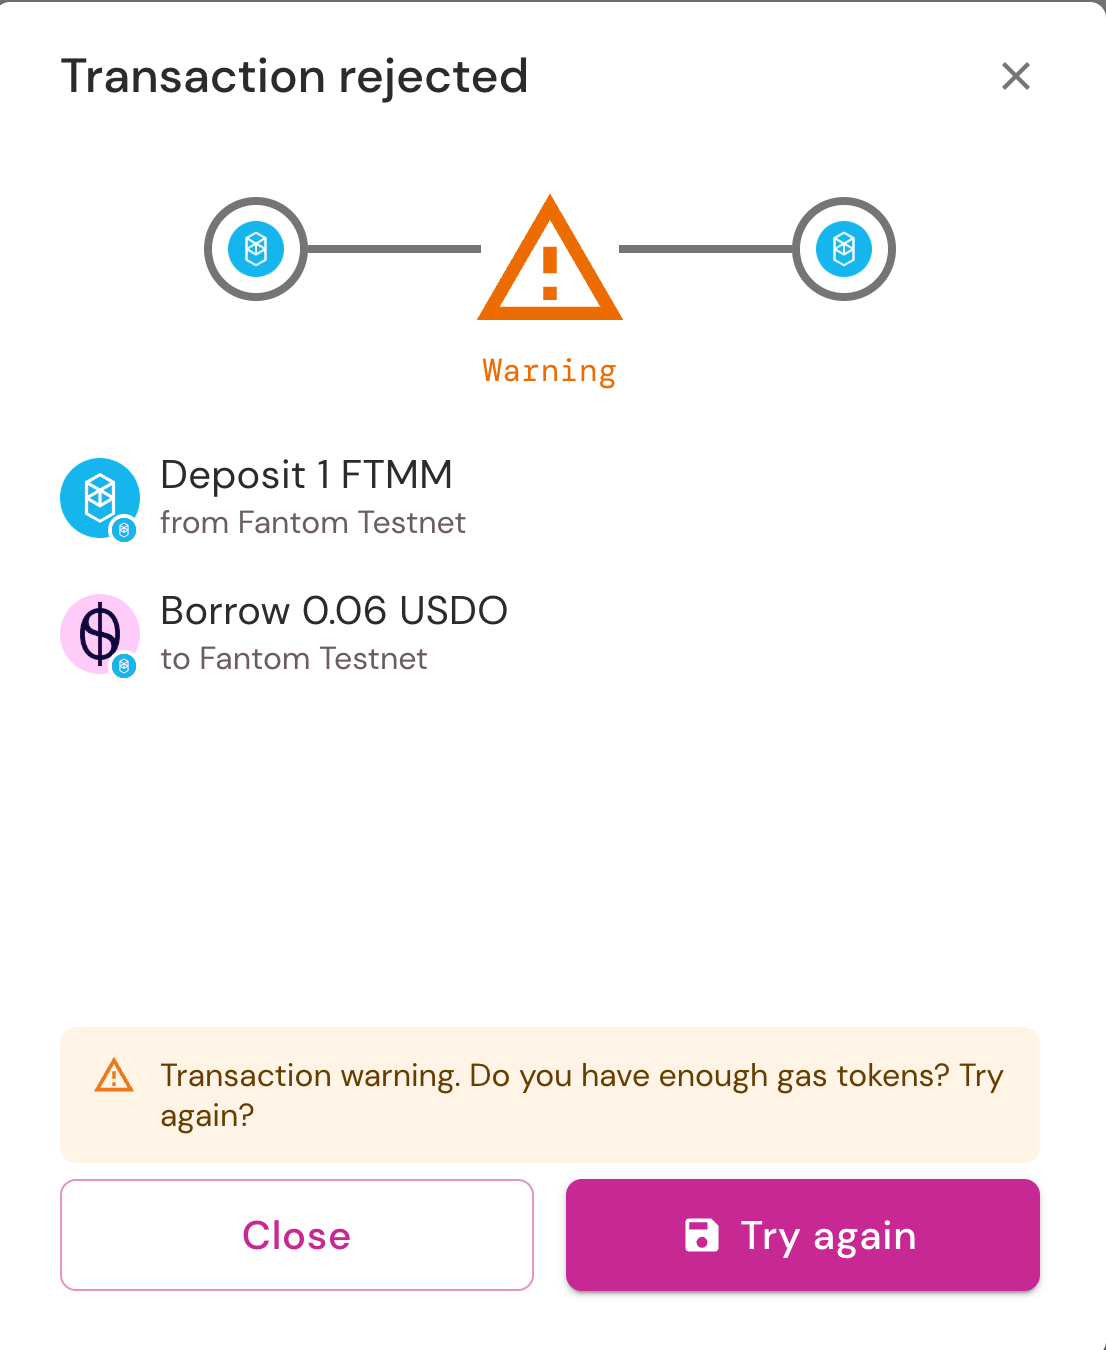 Transaction rejected
Warning
Deposit 1 FTMM
from Fantom Testnet
Borrow 0.06 USDO
to Fantom Testnet
Transaction warning. Do you have enough gas tokens? Try
again?
Close
Try again